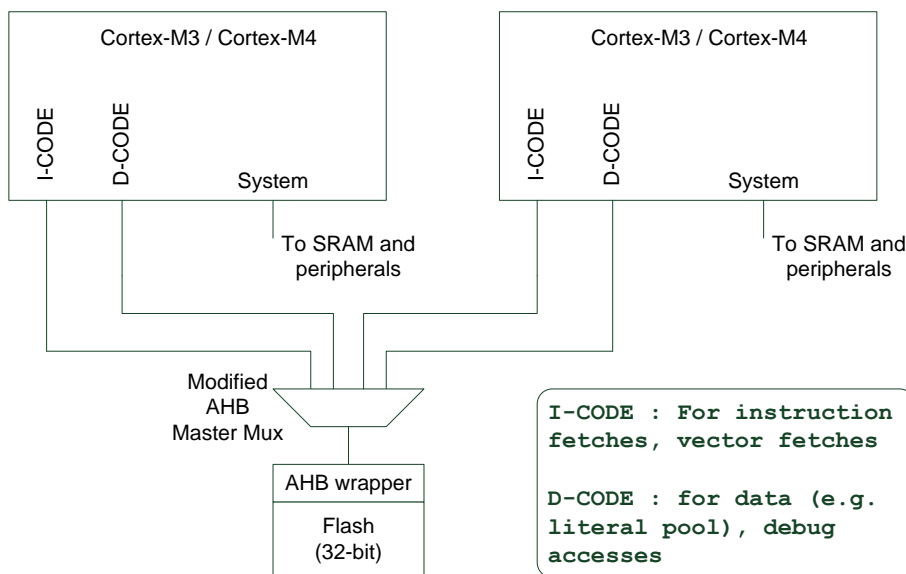 Cortex-M3 / Cortex-M4
I-CODE
D-CODE
System
To SRAM and
peripherals
Cortex-M3 / Cortex-M4
I-CODE
D-CODE
System
To SRAM and
peripherals
Modified
AHB
Master Mux
AHB wrapper
Flash
(32-bit)
I-CODE : For instruction
fetches, vector fetches
D-CODE : for data (e.g.
literal pool), debug
accesses